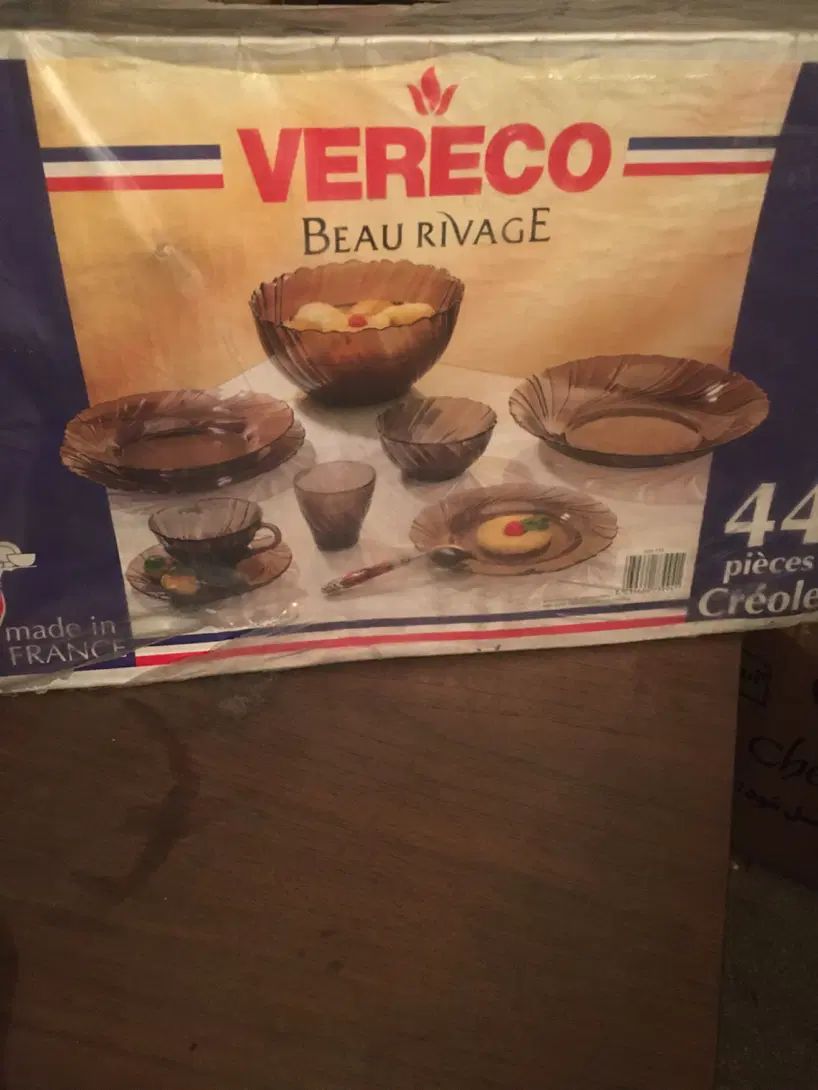 VERECO
BEAU RIVAGE
44
pièces
Créole
made in
FRANCE